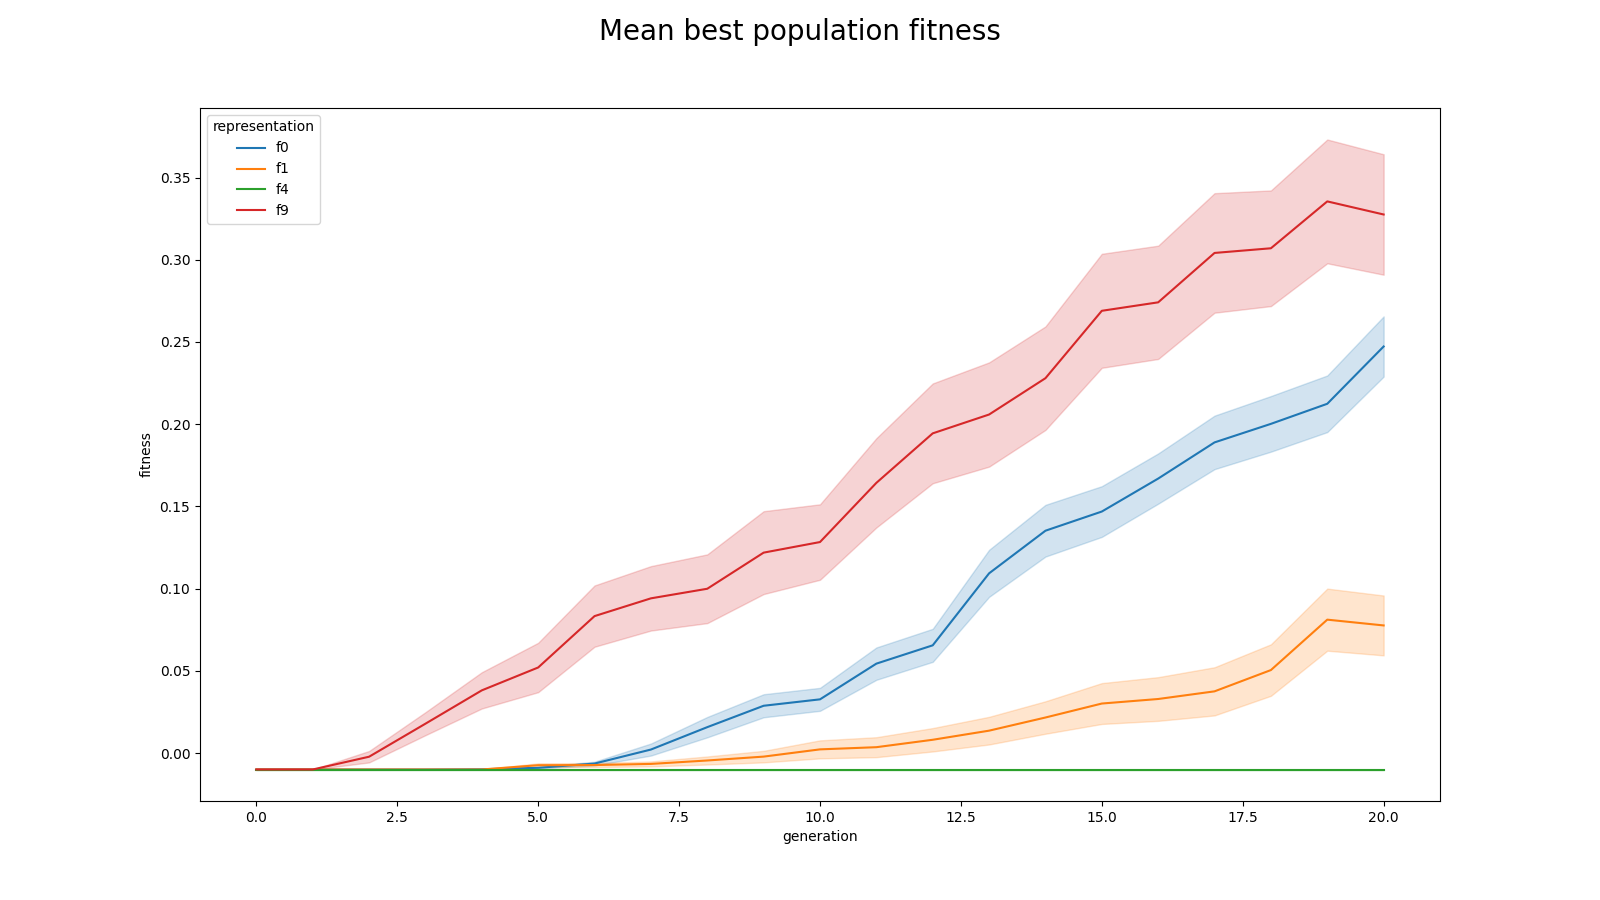 Mean best population fitness
representation
f0
f1
f4
f9
fitness
0.35
0.30
0.25
0.20
0.15
0.10
0.05
0.00
0.0 2.5 5.0 7.5 10.0 12.5 15.0 17.5 20.0
generation